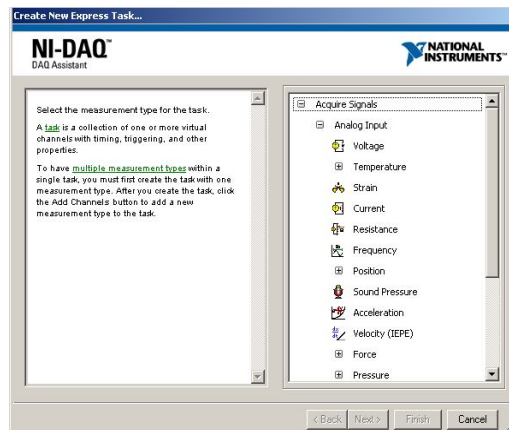 Create New Express Task...
NI-DAQ™
DAQ Assistant
NATIONAL
INSTRUMENTS™
Select the measurement type for the task.
A task is a collection of one or more virtual
channels with timing, triggering, and other
properties.
To have multiple measurement types within a
single task, you must first create the task with one
measurement type. After you create the task, click
the Add Channels button to add a new
measurement type to the task.
Acquire Signals
Analog Input
Voltage
Temperature
Strain
Current
Resistance
Frequency
Position
Sound Pressure
Acceleration
Velocity (IEPE)
Force
Pressure
< Back
Next >
Finish
Cancel